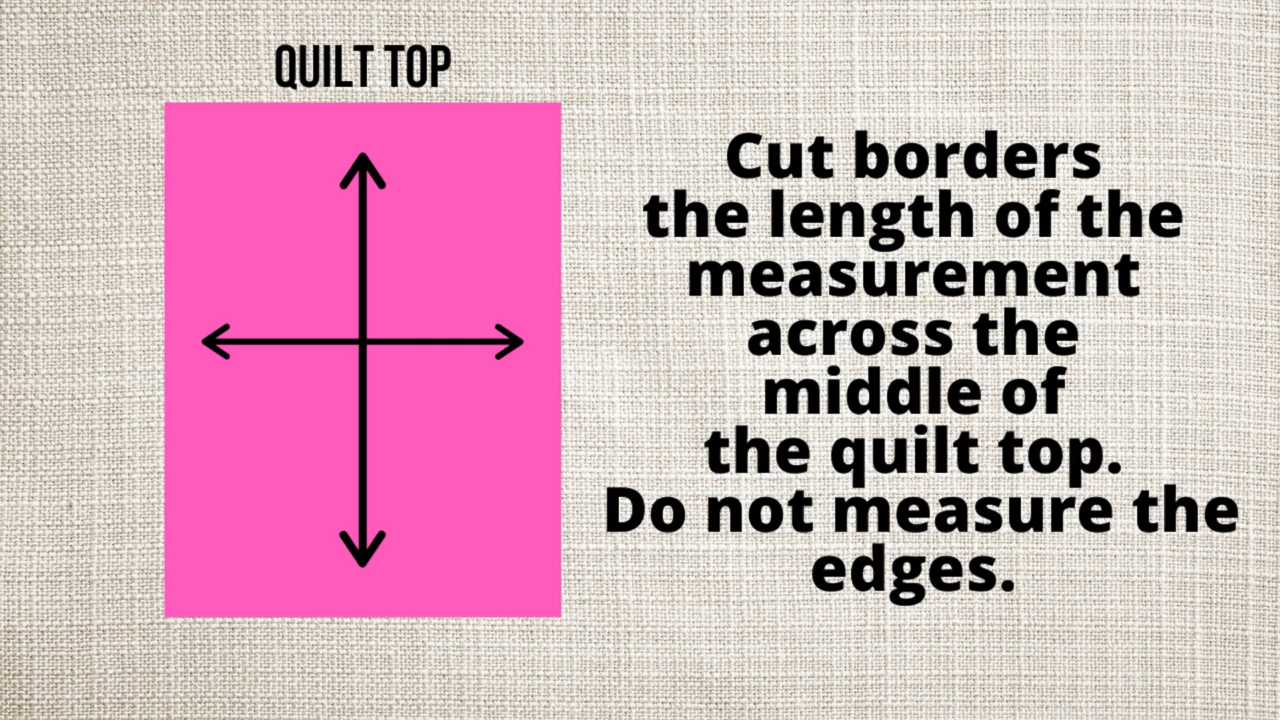 QUILT TOP
Cut borders
the length of the
measurement
across the
middle of
the quilt top.
Do not measure the
edges.